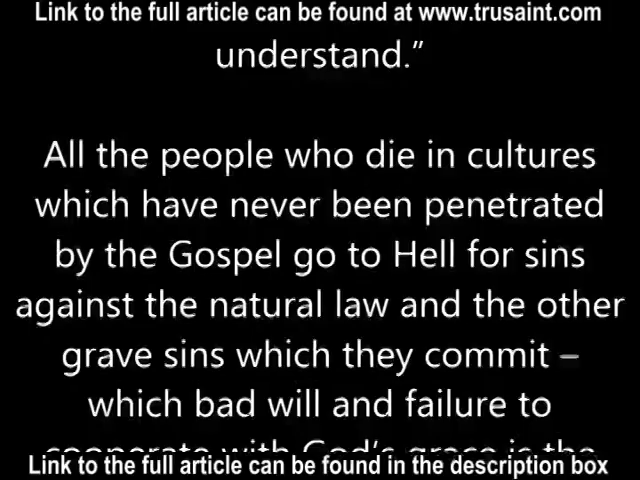 Link to the full article can be found at www.trusaint.com
understand.”
All the people who die in cultures
which have never been penetrated
by the Gospel go to Hell for sins
against the natural law and the other
grave sins which they commit –
which bad will and failure to
cooperate with God’s grace is the
Link to the full article can be found in the description box